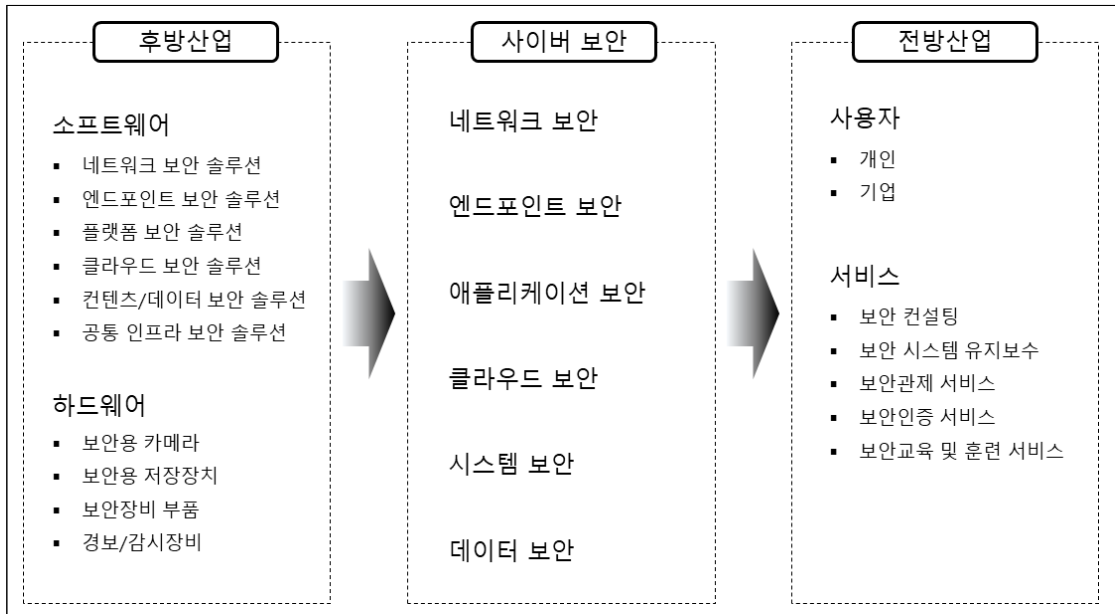 후방산업
소프트웨어
▪ 네트워크 보안 솔루션
▪ 엔드포인트 보안 솔루션
▪ 플랫폼 보안 솔루션
▪ 클라우드 보안 솔루션
▪ 컨텐츠/데이터 보안 솔루션
▪ 공통 인프라 보안 솔루션
하드웨어
▪ 보안용 카메라
▪ 보안용 저장장치
▪ 보안장비 부품
▪ 경보/감시장비
사이버 보안
네트워크 보안
엔드포인트 보안
애플리케이션 보안
클라우드 보안
시스템 보안
데이터 보안
전방산업
사용자
▪ 개인
▪ 기업
서비스
▪ 보안 컨설팅
▪ 보안 시스템 유지보수
▪ 보안관제 서비스
▪ 보안인증 서비스
▪ 보안교육 및 훈련 서비스